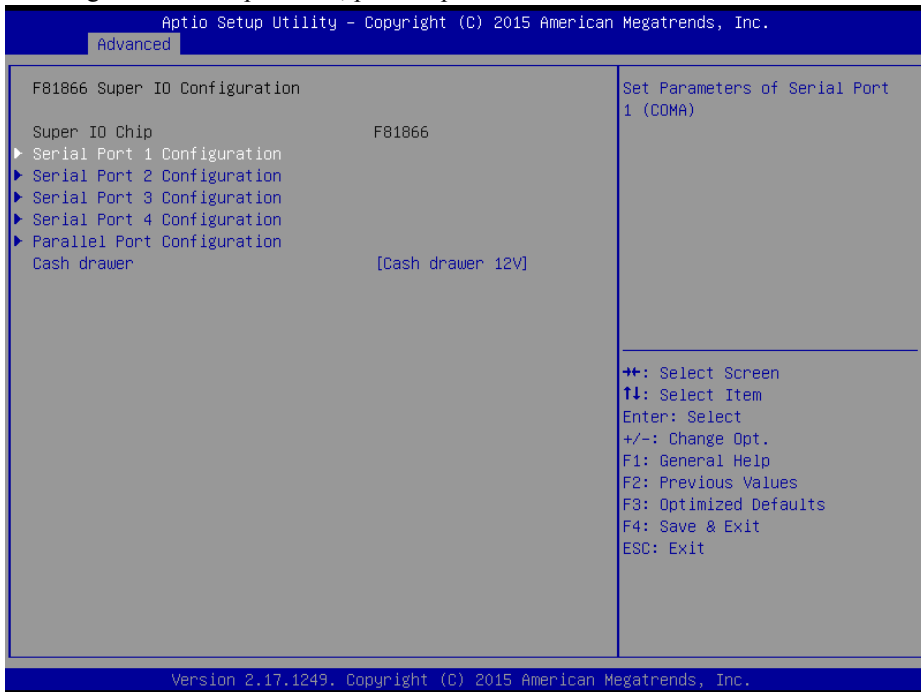 Aptio Setup Utility – Copyright (C) 2015 American Megatrends, Inc.
Advanced
F81866 Super IO Configuration
Super IO Chip F81866
Serial Port 1 Configuration
Serial Port 2 Configuration
Serial Port 3 Configuration
Serial Port 4 Configuration
Parallel Port Configuration
Cash drawer [Cash drawer 12V]
Set Parameters of Serial Port
1 (COMA)
→←: Select Screen
↑↓: Select Item
Enter: Select
+/-: Change Opt.
F1: General Help
F2: Previous Values
F3: Optimized Defaults
F4: Save & Exit
ESC: Exit
Version 2.17.1249. Copyright (C) 2015 American Megatrends, Inc.